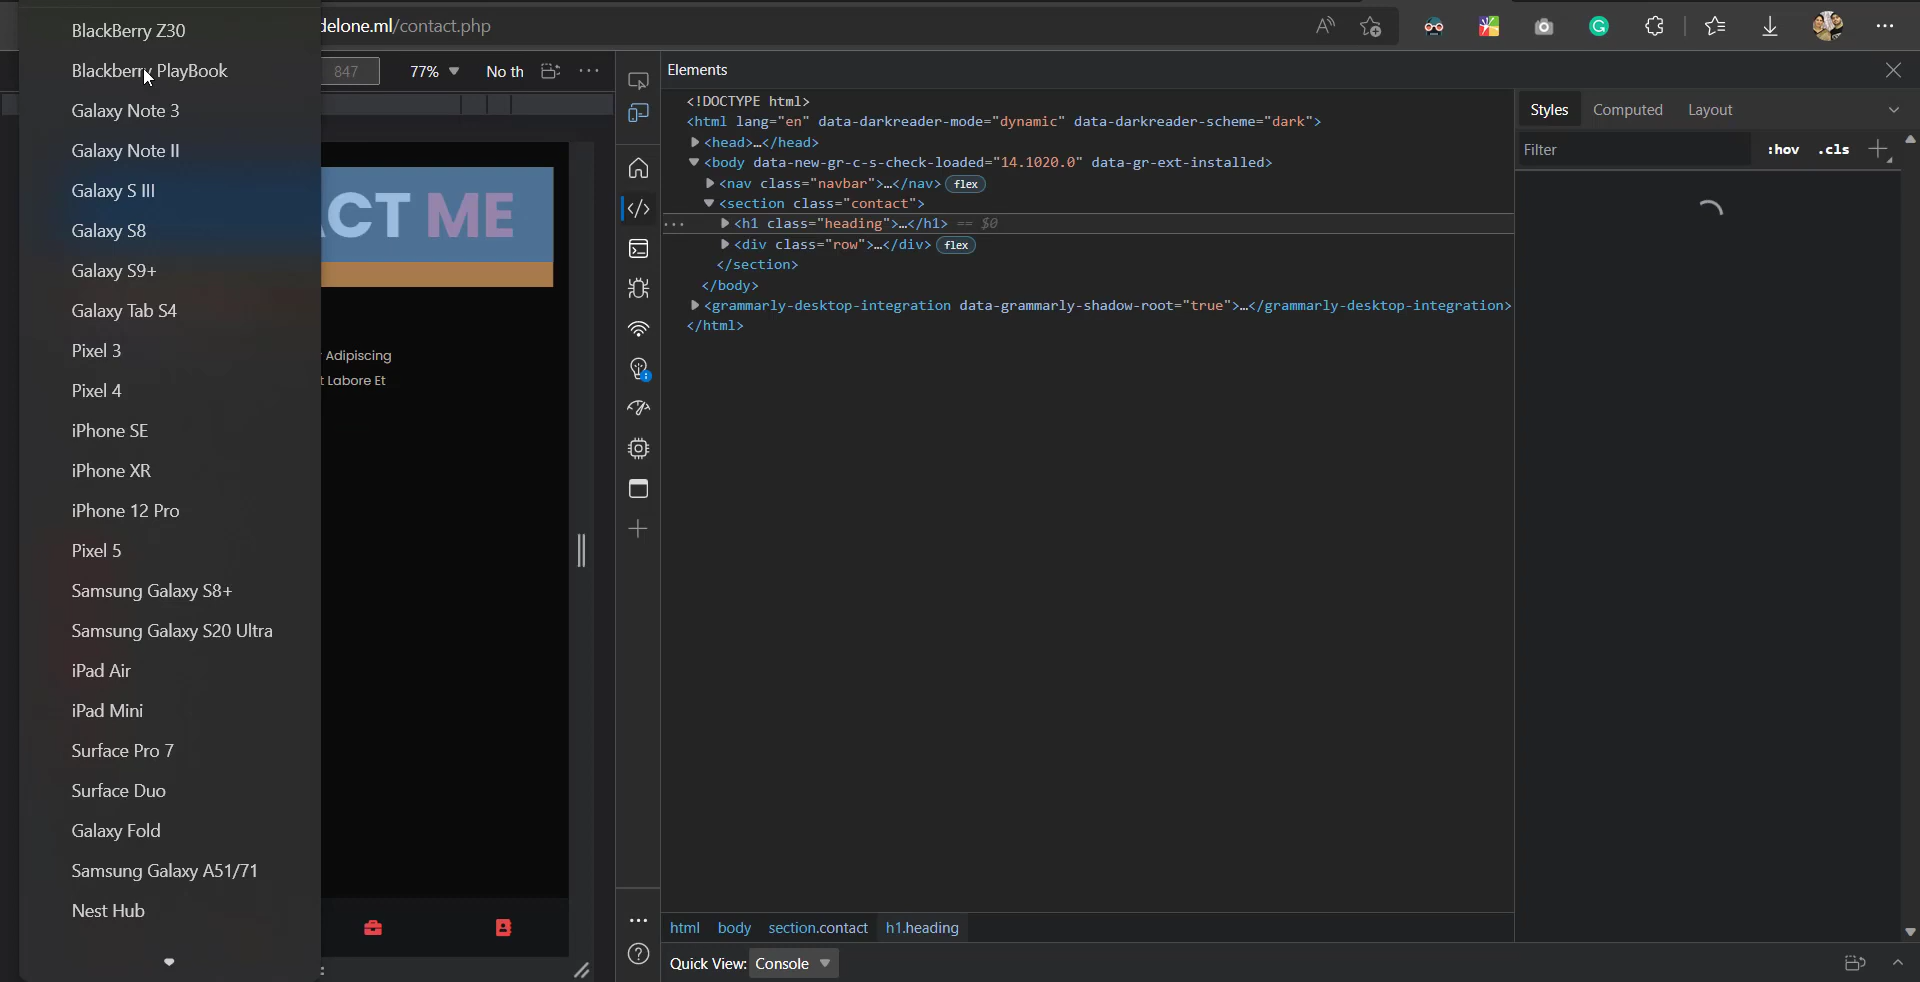 BlackBerry Z30
Blackberry PlayBook
Galaxy Note 3
Galaxy Note II
Galaxy S III
Galaxy S8
Galaxy S9+
Galaxy Tab S4
Pixel 3
Pixel 4
iPhone SE
iPhone XR
iPhone 12 Pro
Pixel 5
Samsung Galaxy S8+
Samsung Galaxy S20 Ultra
iPad Air
iPad Mini
Surface Pro 7
Surface Duo
Galaxy Fold
Samsung Galaxy A51/71
Nest Hub
delone.ml/contact.php
847 77% No th
ACT ME
Adipiscing
t Labore Et
Elements
<!DOCTYPE html>
<html lang="en" data-darkreader-mode="dynamic" data-darkreader-scheme="dark">
<head>…</head>
<body data-new-gr-c-s-check-loaded="14.1020.0" data-gr-ext-installed>
<nav class="navbar">…</nav> flex
<section class="contact">
… <h1 class="heading">…</h1> == $0
<div class="row">…</div> flex
</section>
</body>
<grammarly-desktop-integration data-grammarly-shadow-root="true">…</grammarly-desktop-integration>
</html>
html body section.contact h1.heading
Quick View: Console
Styles Computed Layout
Filter :hov .cls